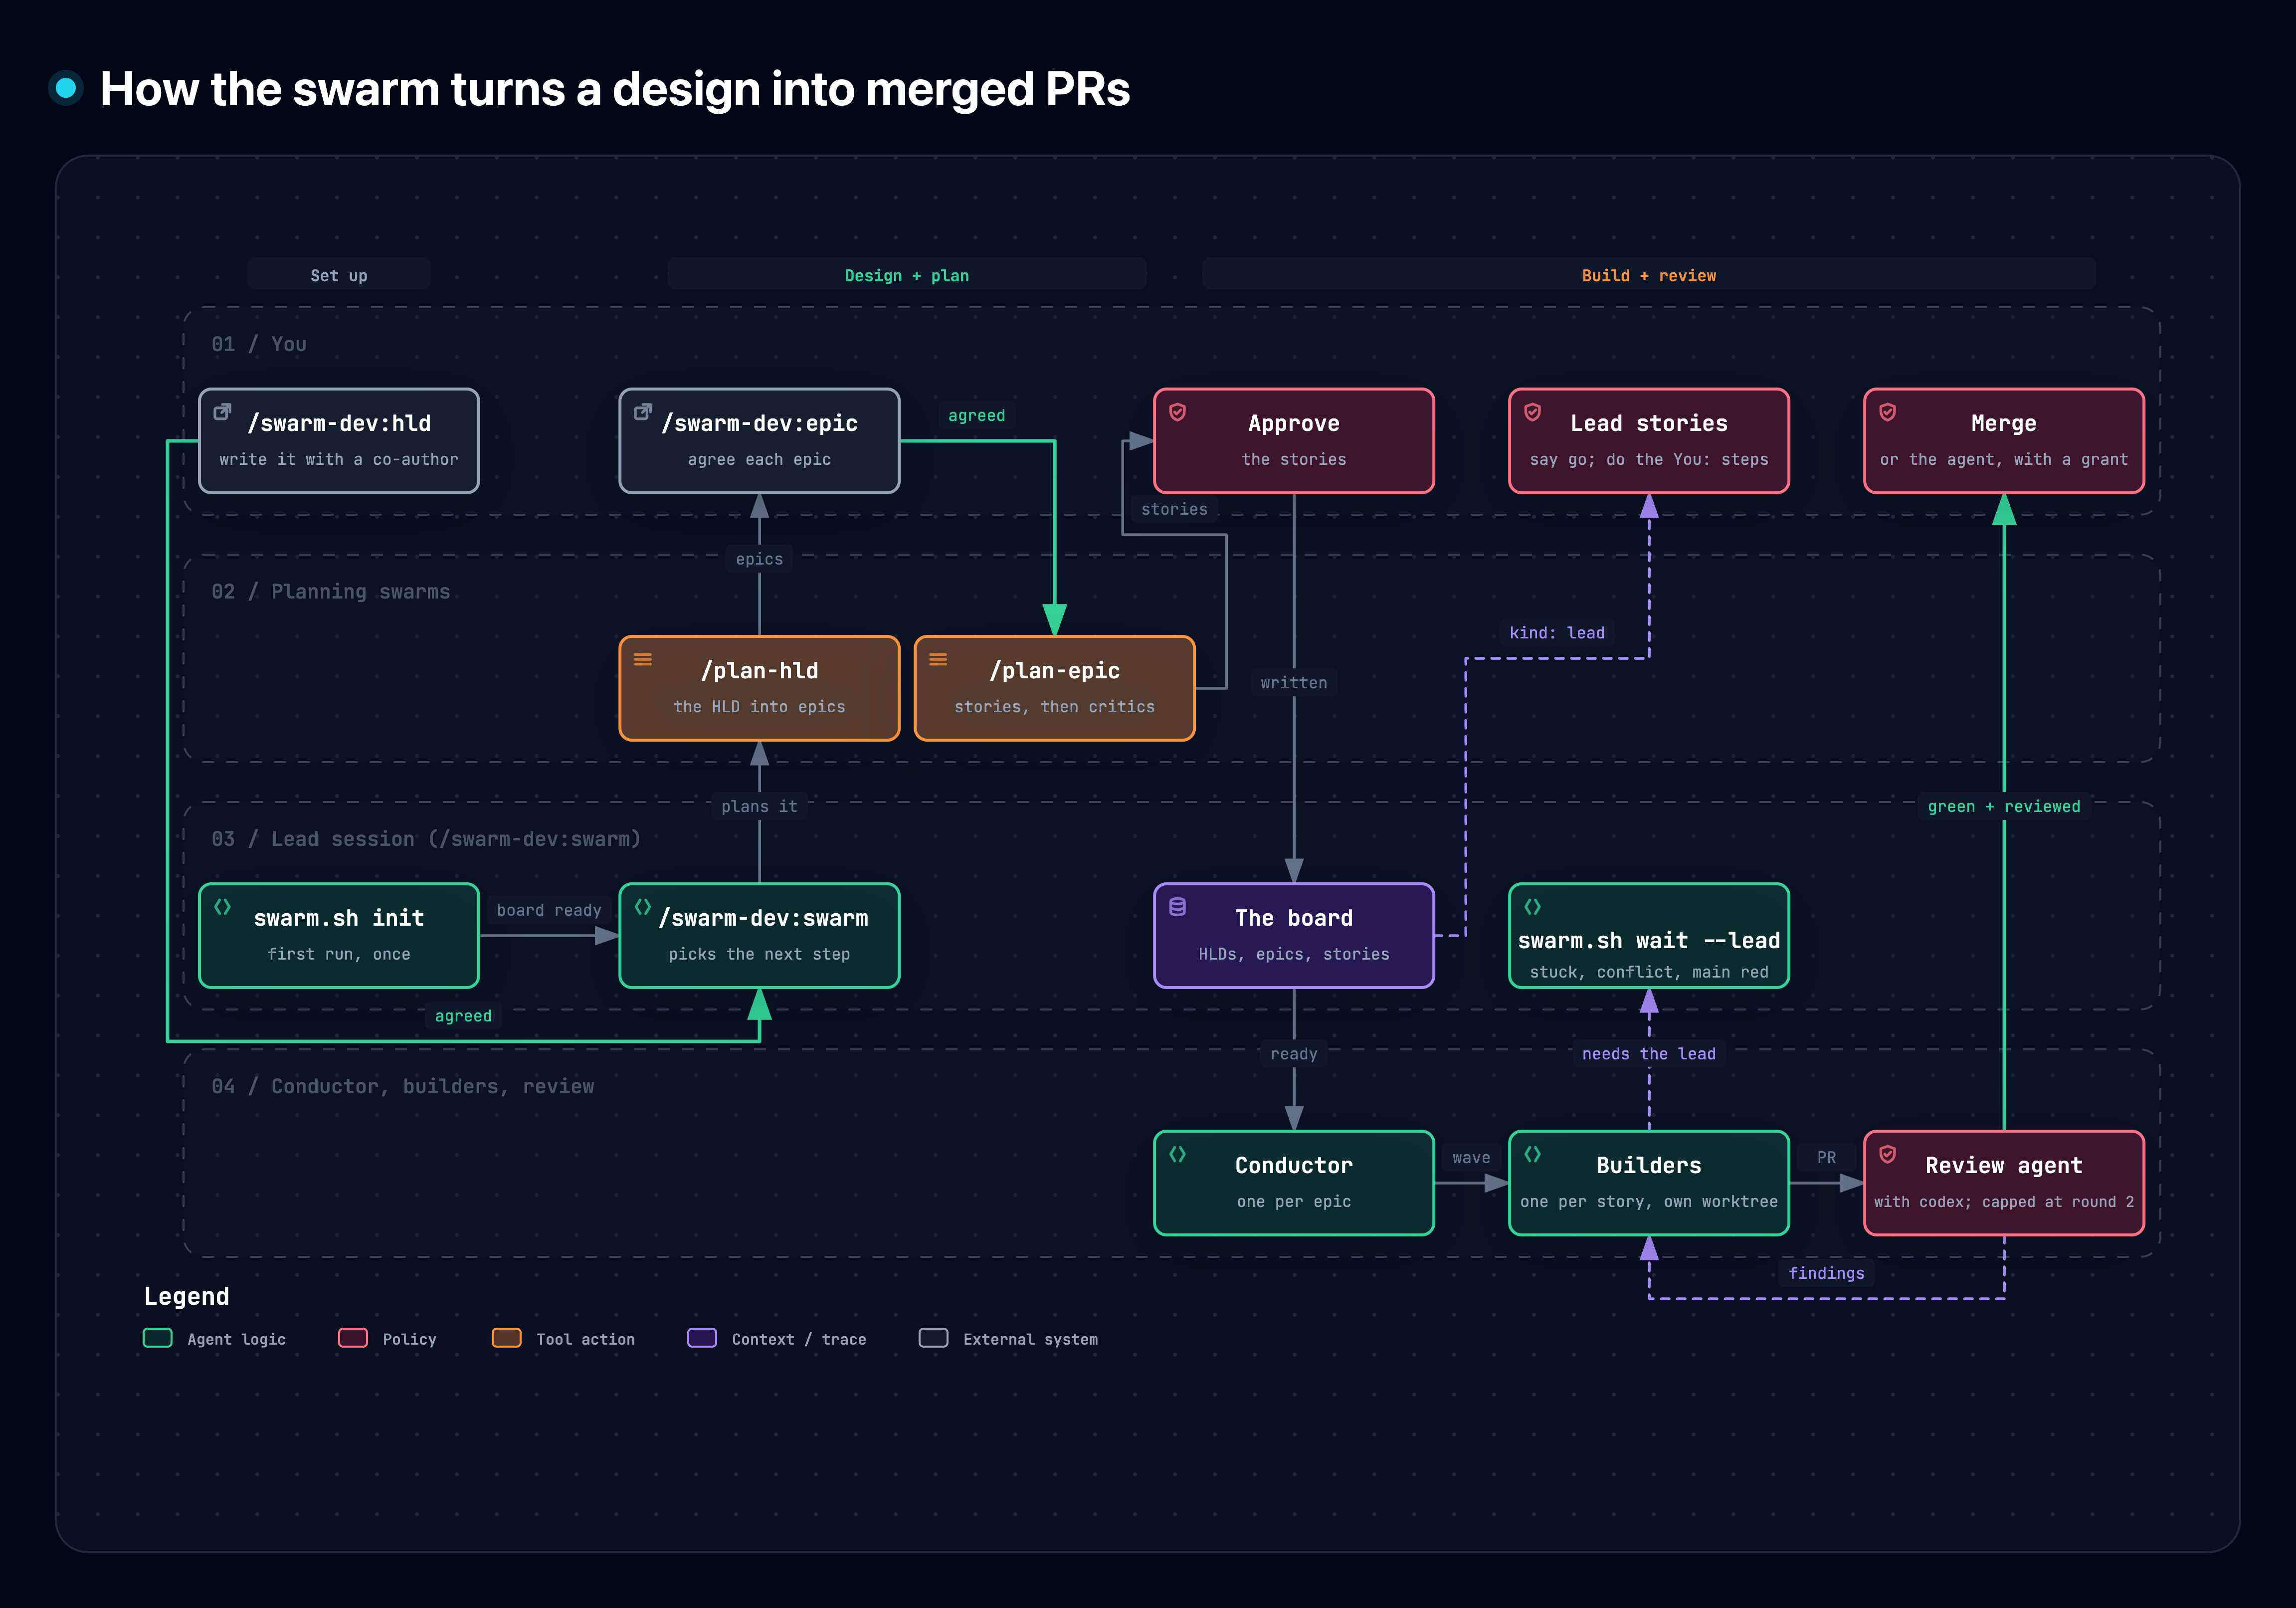 How the swarm turns a design into merged PRs
Set up
Design + plan
Build + review
01 / You
/swarm-dev:hld
write it with a co-author
/swarm-dev:epic
agree each epic
agreed
Approve
the stories
Lead stories
say go; do the You: steps
Merge
or the agent, with a grant
stories
epics
02 / Planning swarms
kind: lead
/plan-hld
the HLD into epics
/plan-epic
stories, then critics
written
plans it
green + reviewed
03 / Lead session (/swarm-dev:swarm)
swarm.sh init
first run, once
board ready
/swarm-dev:swarm
picks the next step
The board
HLDs, epics, stories
swarm.sh wait --lead
stuck, conflict, main red
agreed
ready
needs the lead
04 / Conductor, builders, review
Conductor
one per epic
wave
Builders
one per story, own worktree
PR
Review agent
with codex; capped at round 2
findings
Legend
Agent logic
Policy
Tool action
Context / trace
External system